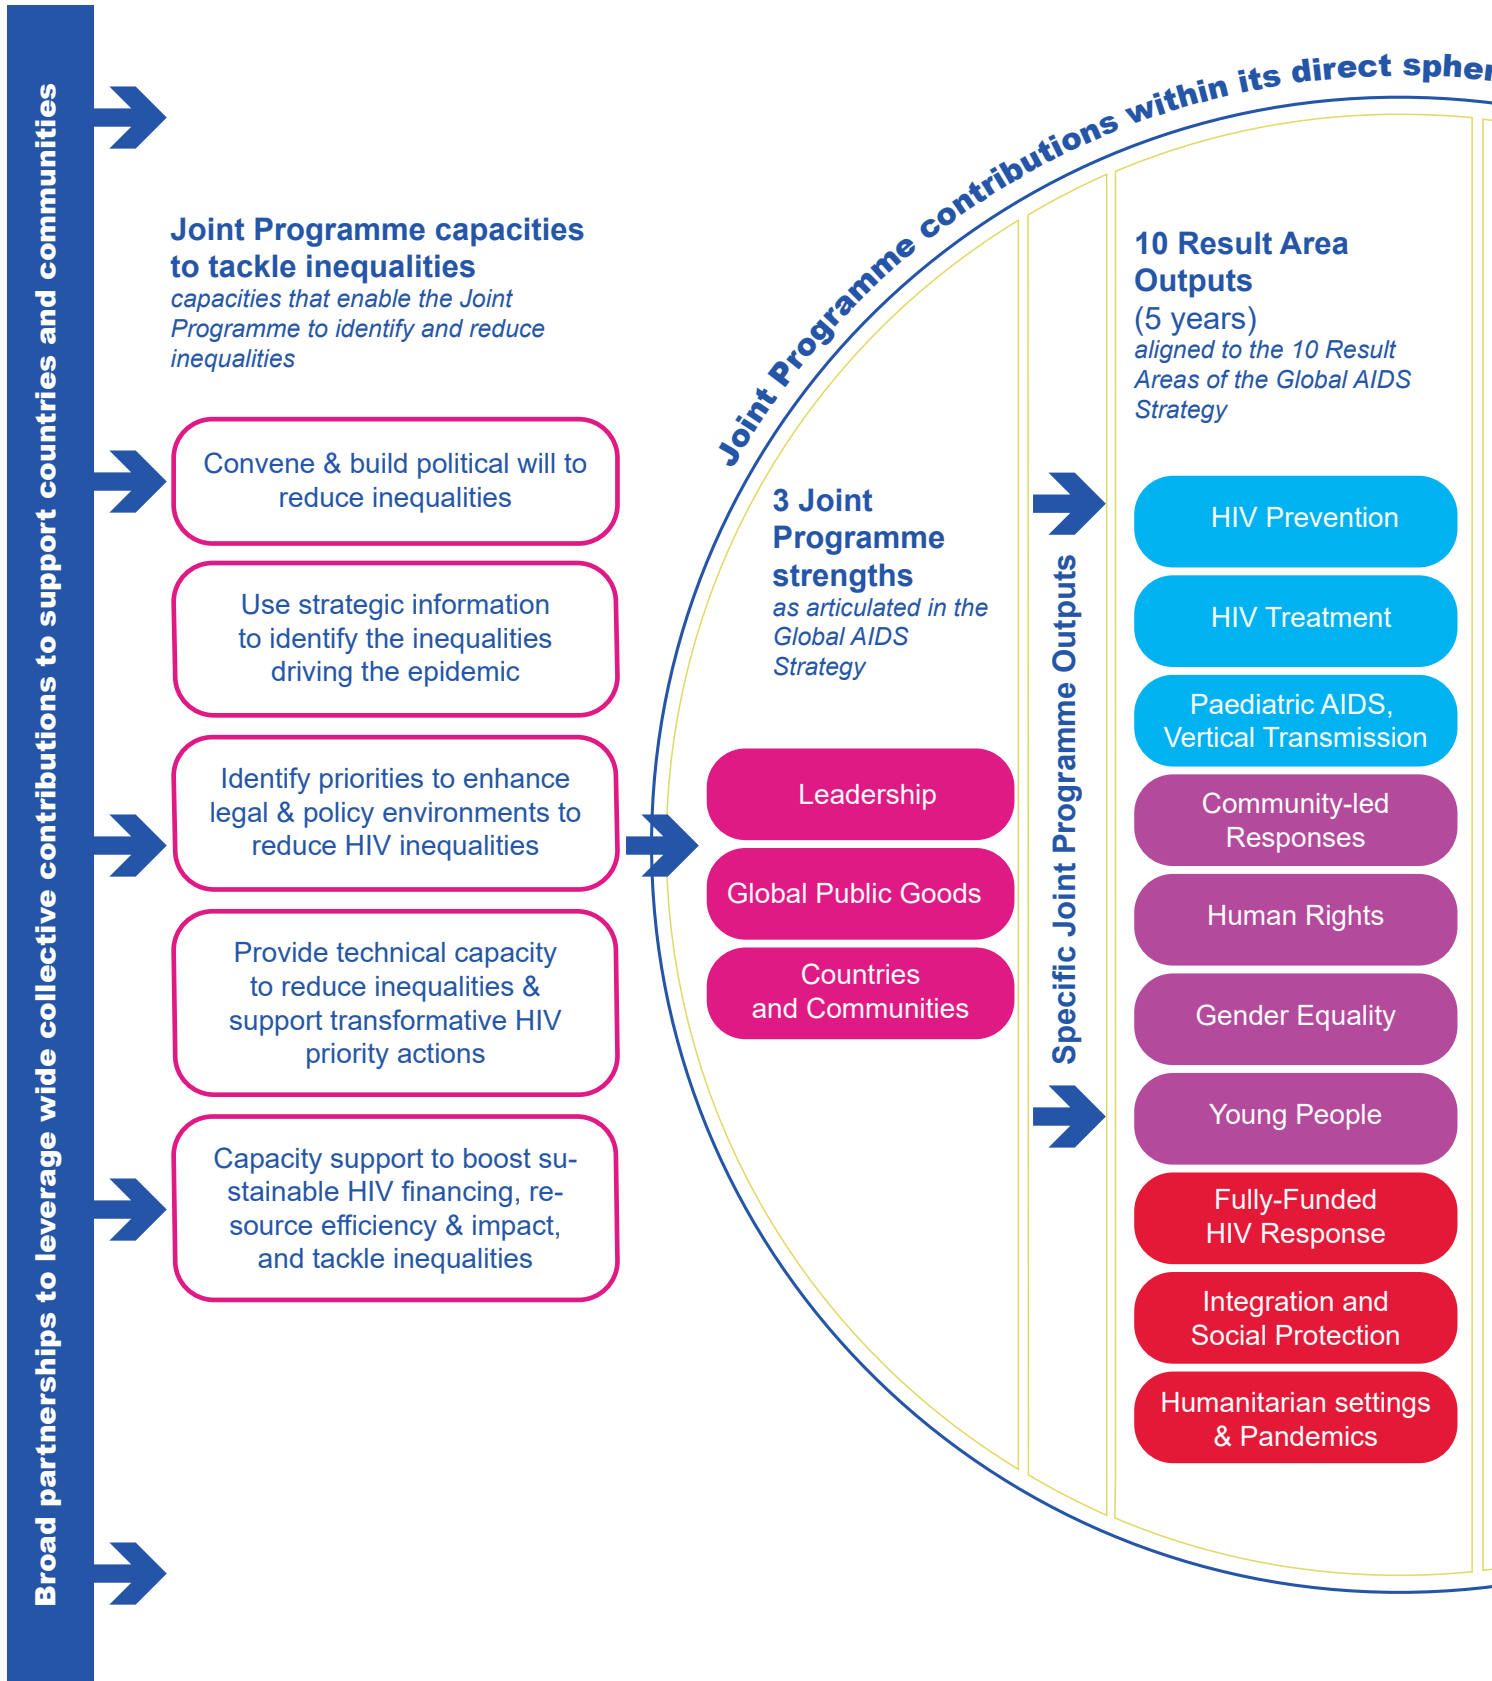 Broad partnerships to leverage wide collective contributions to support countries and communities
Joint Programme capacities
to tackle inequalities
capacities that enable the Joint
Programme to identify and reduce
inequalities
Convene & build political will to
reduce inequalities
Use strategic information
to identify the inequalities
driving the epidemic
Identify priorities to enhance
legal & policy environments to
reduce HIV inequalities
Provide technical capacity
to reduce inequalities &
support transformative HIV
priority actions
Capacity support to boost su-
stainable HIV financing, re-
source efficiency & impact,
and tackle inequalities
Joint Programme contributions within its direct spher
3 Joint
Programme
strengths
as articulated in the
Global AIDS
Strategy
Leadership
Global Public Goods
Countries
and Communities
Specific Joint Programme Outputs
10 Result Area
Outputs
(5 years)
aligned to the 10 Result
Areas of the Global AIDS
Strategy
HIV Prevention
HIV Treatment
Paediatric AIDS,
Vertical Transmission
Community-led
Responses
Human Rights
Gender Equality
Young People
Fully-Funded
HIV Response
Integration and
Social Protection
Humanitarian settings
& Pandemics